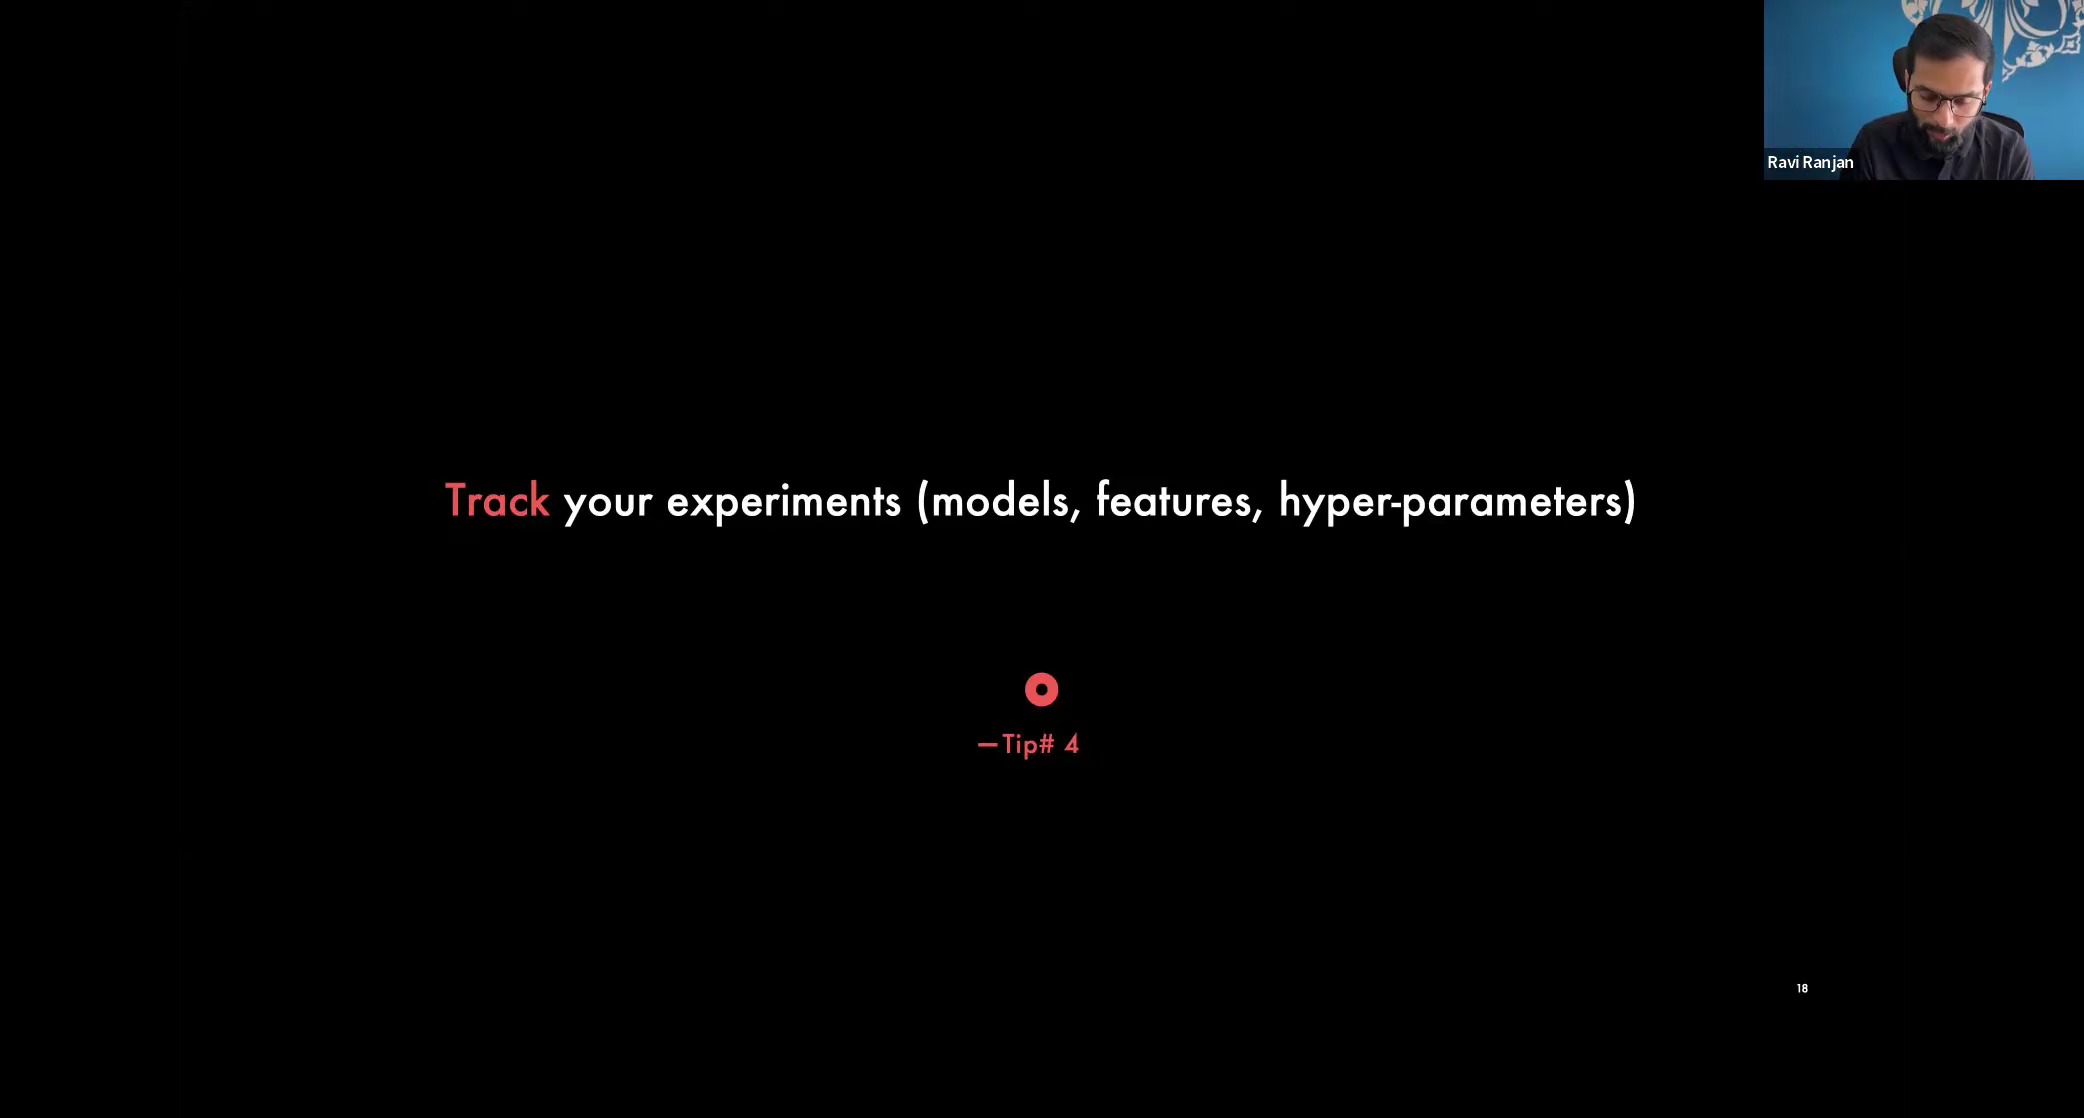 Ravi Ranjan
Track your experiments (models, features, hyper-parameters)
—Tip# 4
18